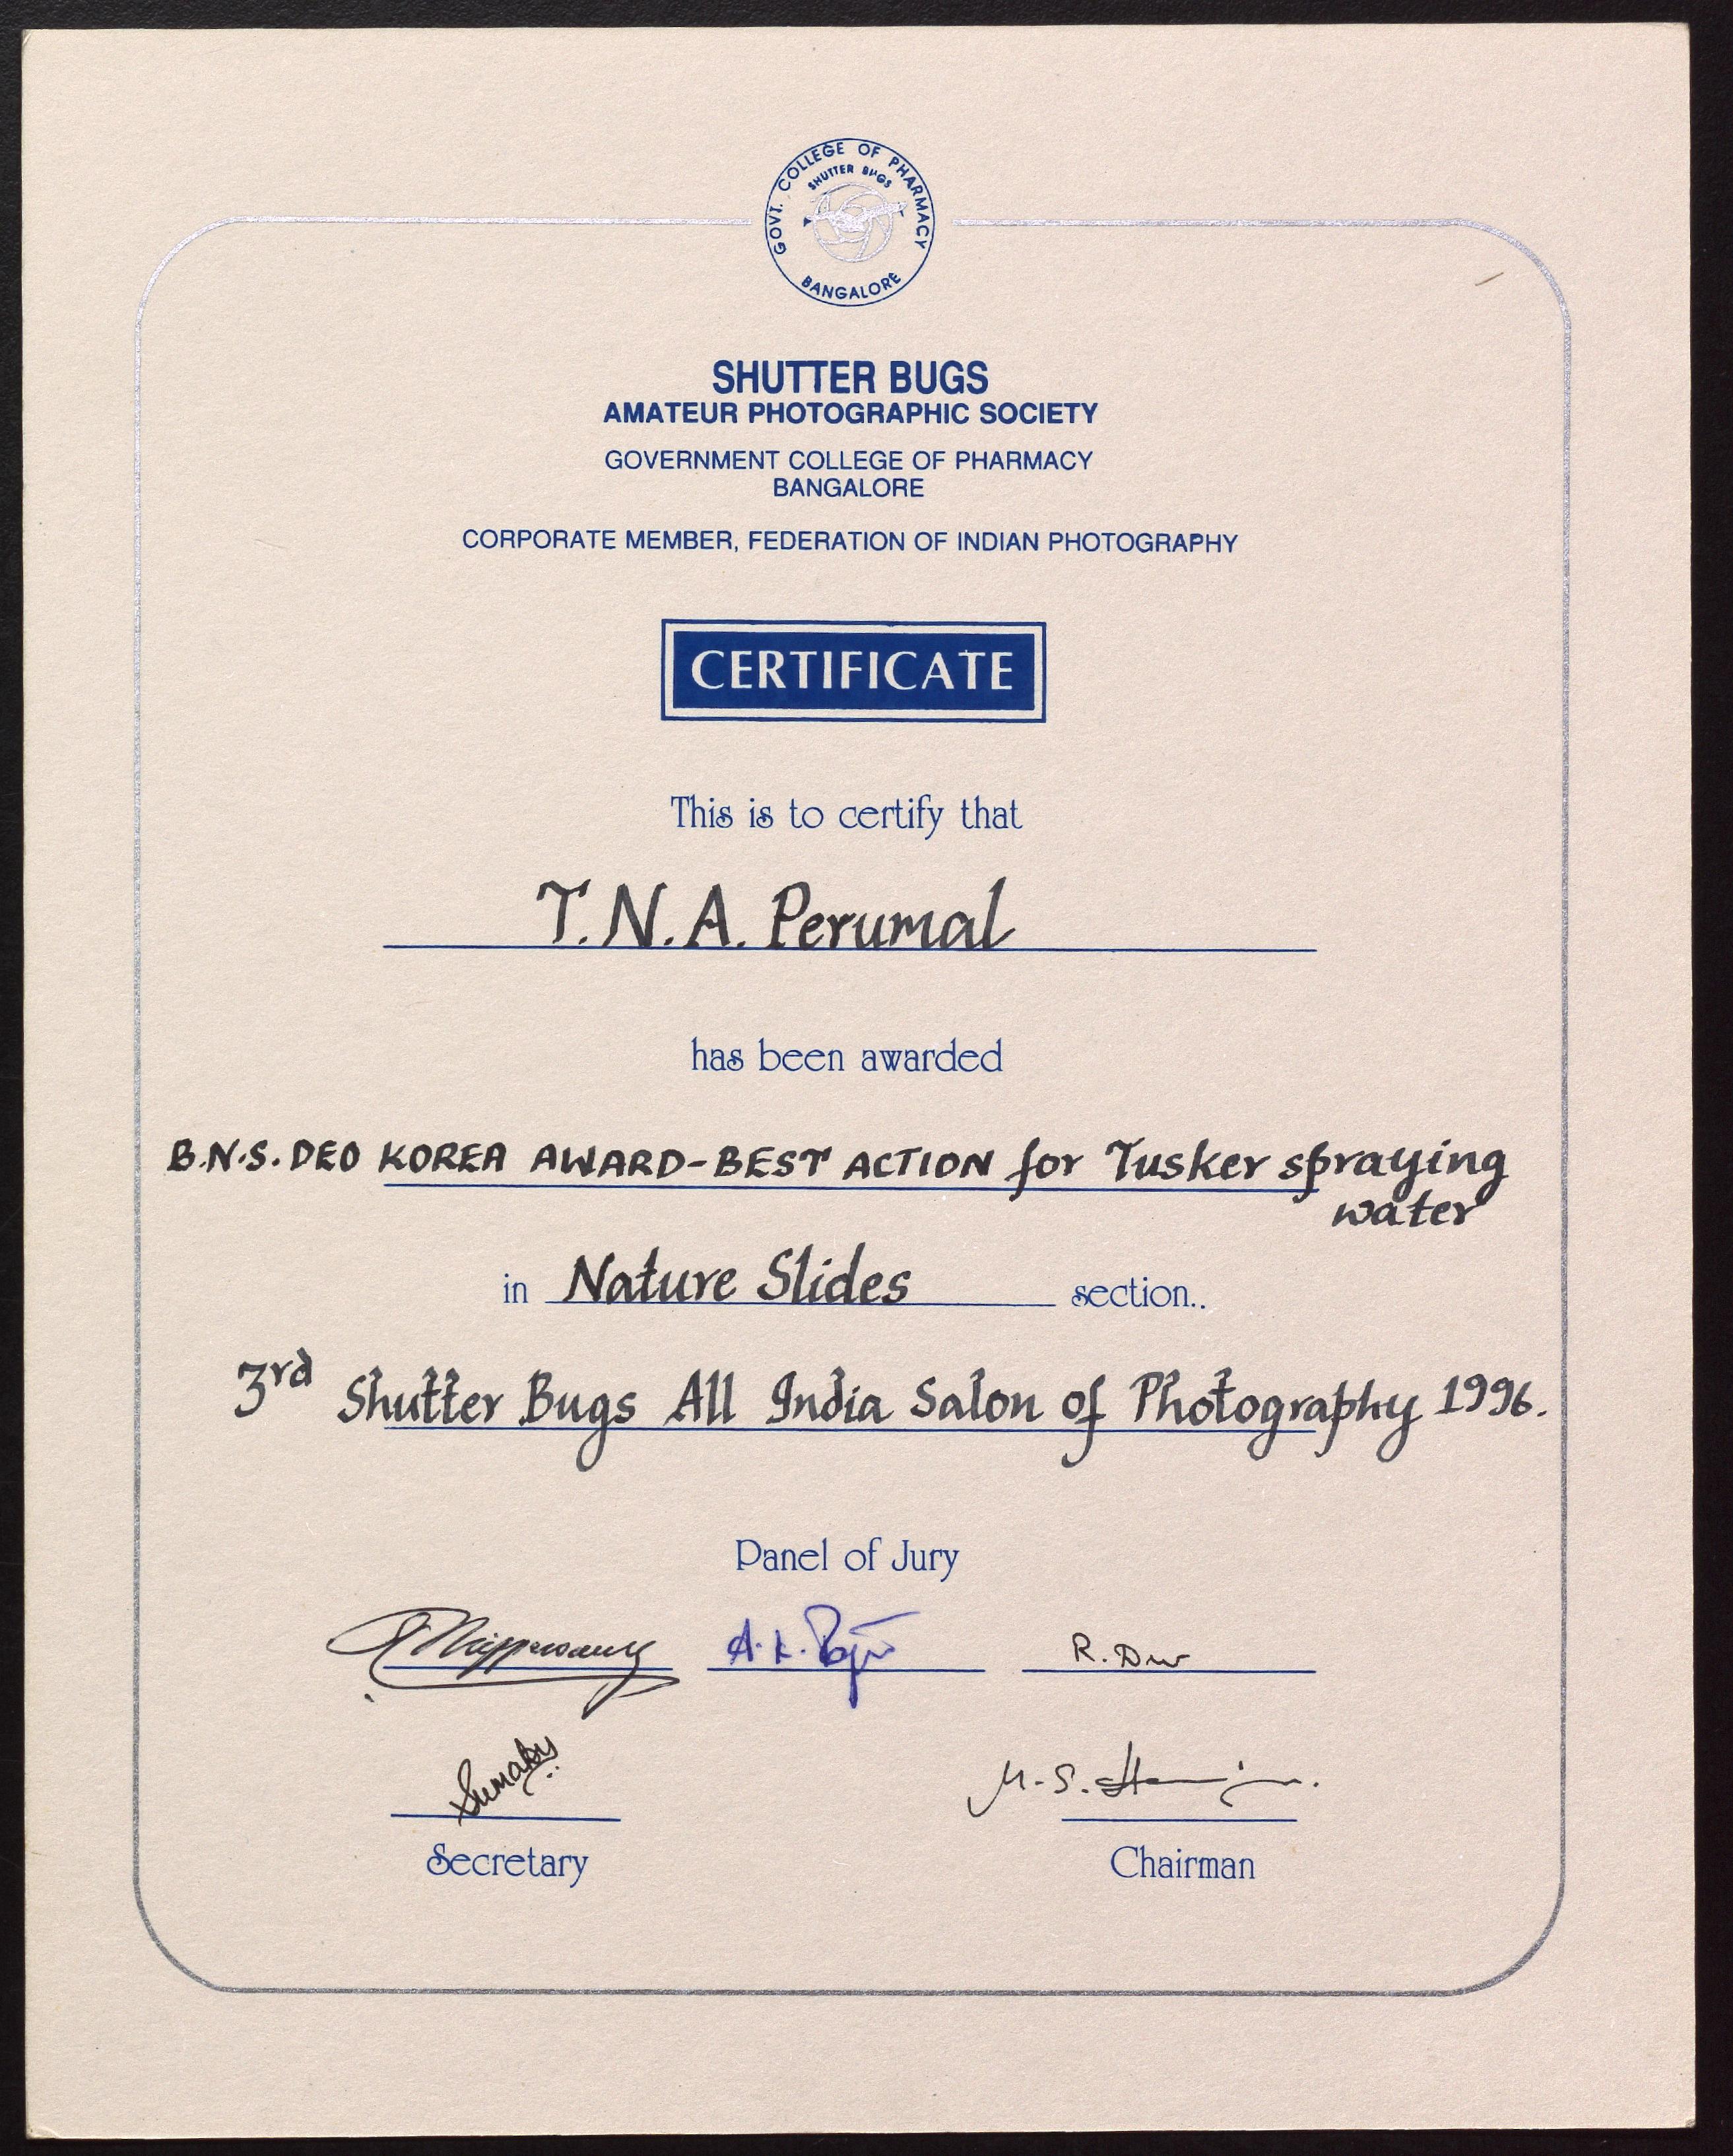 GOVT. COLLEGE OF PHARMACY
SHUTTER BUGS
BANGALORE
SHUTTER BUGS
AMATEUR PHOTOGRAPHIC SOCIETY
GOVERNMENT COLLEGE OF PHARMACY
BANGALORE
CORPORATE MEMBER, FEDERATION OF INDIAN PHOTOGRAPHY
CERTIFICATE
This is to certify that
T.N.A. Perumal
has been awarded
B.N.S. DEO KOREA AWARD-BEST ACTION for Tusker spraying
water
in Nature Slides section..
3rd Shutter Bugs All India Salon of Photography 1996.
Panel of Jury
A.K.
R.
M.S.
Secretary
Chairman